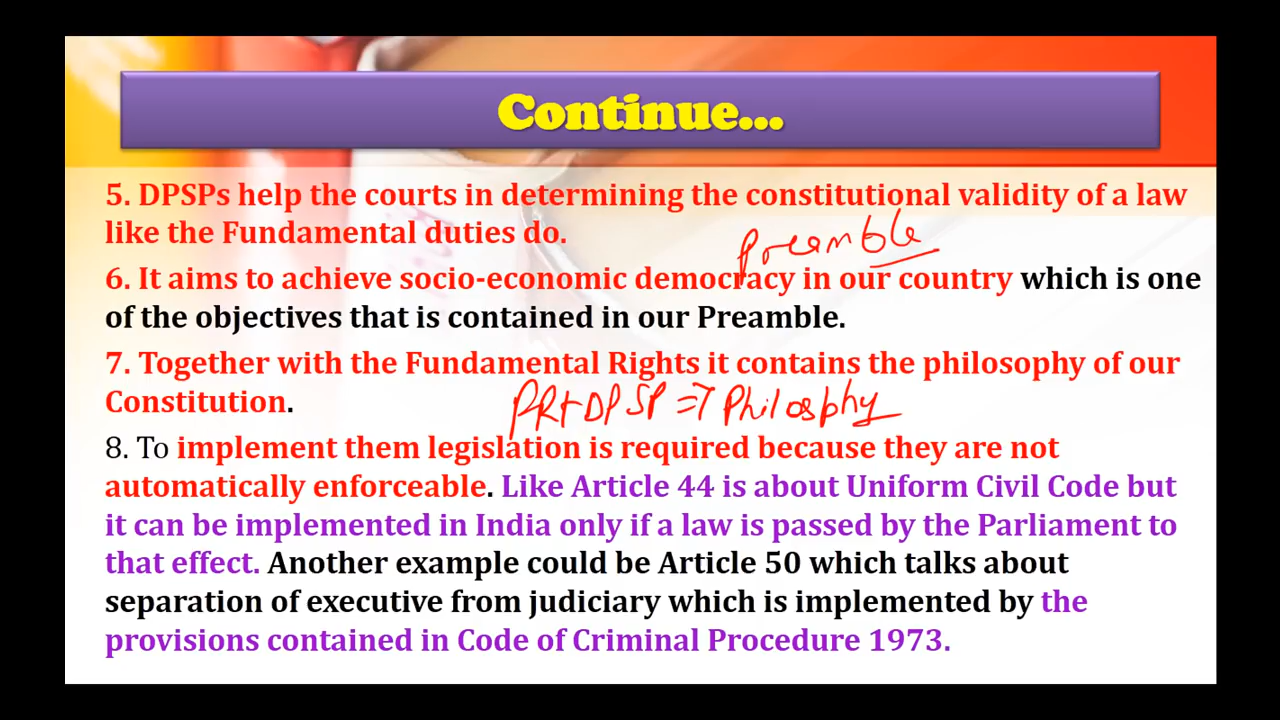 Continue...
5. DPSPs help the courts in determining the constitutional validity of a law
like the Fundamental duties do.
Preamble
6. It aims to achieve socio-economic democracy in our country which is one
of the objectives that is contained in our Preamble.
7. Together with the Fundamental Rights it contains the philosophy of our
Constitution.
FR+DPSP => Philosphy
8. To implement them legislation is required because they are not
automatically enforceable. Like Article 44 is about Uniform Civil Code but
it can be implemented in India only if a law is passed by the Parliament to
that effect. Another example could be Article 50 which talks about
separation of executive from judiciary which is implemented by the
provisions contained in Code of Criminal Procedure 1973.